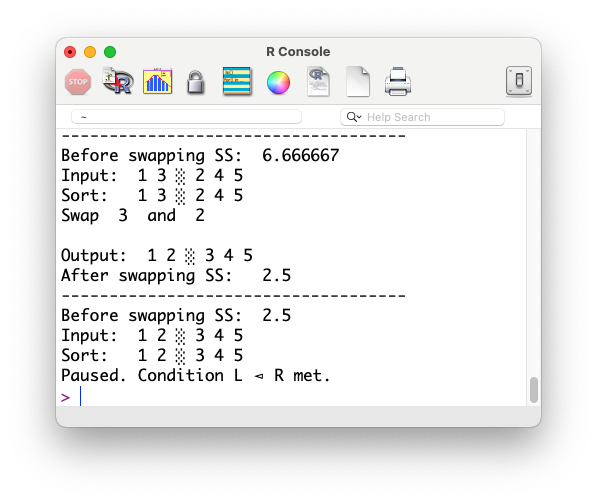 R Console
STOP
R
~
Help Search
------------------------------------
Before swapping SS:  6.666667
Input:  1 3 ░ 2 4 5
Sort:   1 3 ░ 2 4 5
Swap  3  and  2
Output:  1 2 ░ 3 4 5
After swapping SS:   2.5
------------------------------------
Before swapping SS:  2.5
Input:  1 2 ░ 3 4 5
Sort:   1 2 ░ 3 4 5
Paused. Condition L ⊲ R met.
>